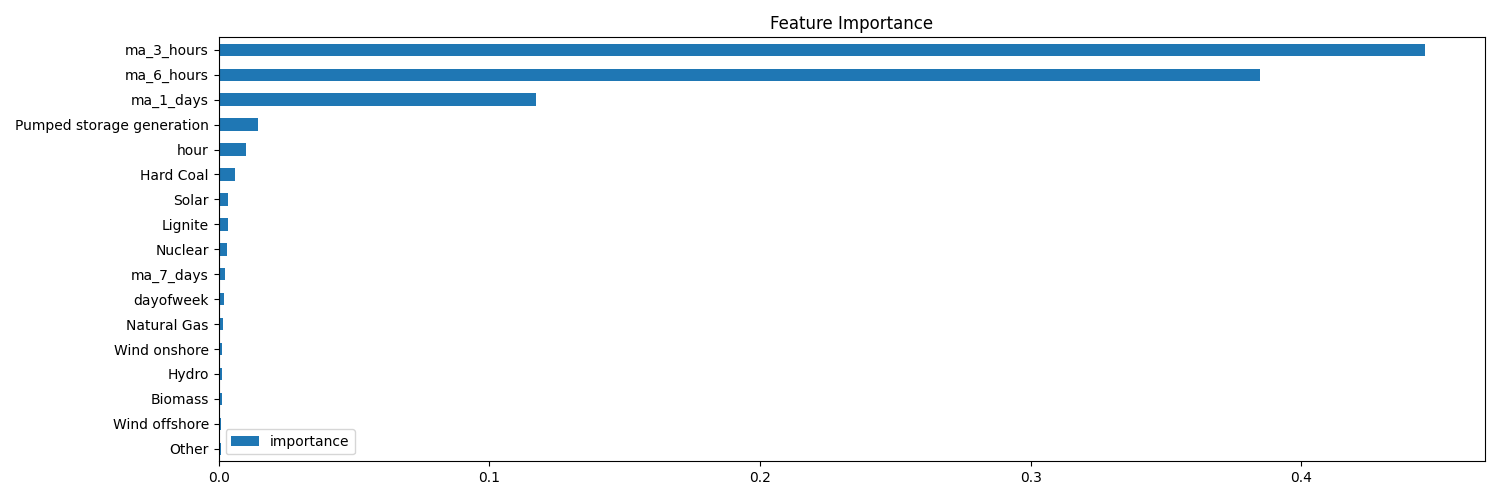 Feature Importance
ma_3_hours
ma_6_hours
ma_1_days
Pumped storage generation
hour
Hard Coal
Solar
Lignite
Nuclear
ma_7_days
dayofweek
Natural Gas
Wind onshore
Hydro
Biomass
Wind offshore
Other
importance
0.0 0.1 0.2 0.3 0.4